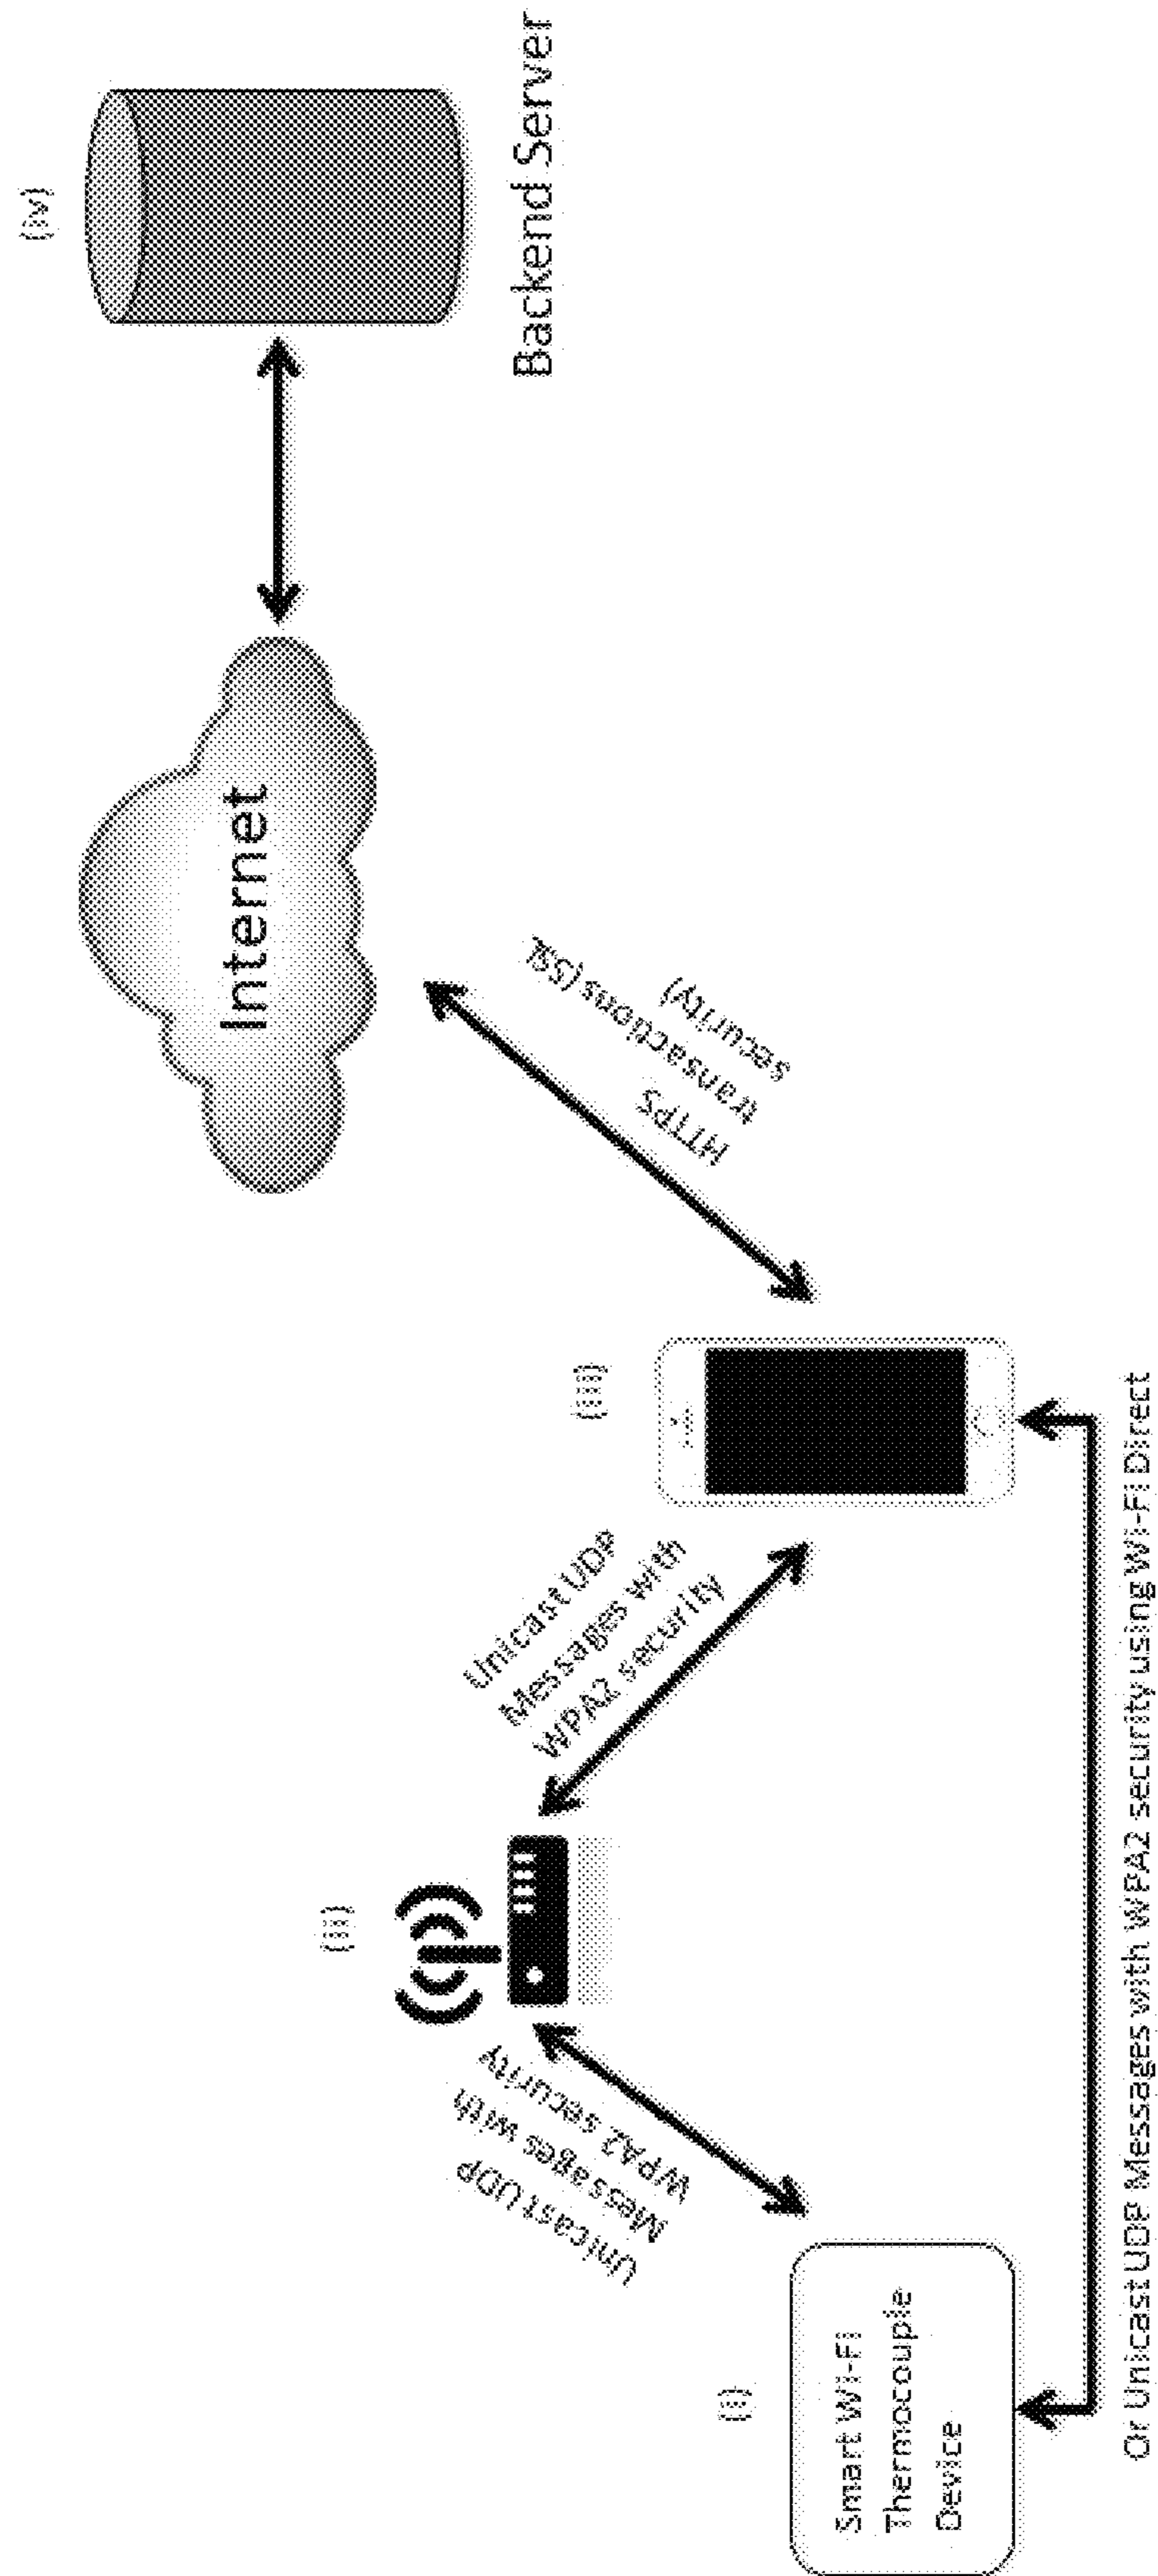 (i)
Smart Wi-Fi
Thermocouple
Device
Unicast UDP
Messages with
WPA2 security
(ii)
Unicast UDP
Messages with
WPA2 security
(iii)
HTTPS
transactions (SSL
security)
Internet
(iv)
Backend Server
Or Unicast UDP Messages with WPA2 security using Wi-Fi Direct